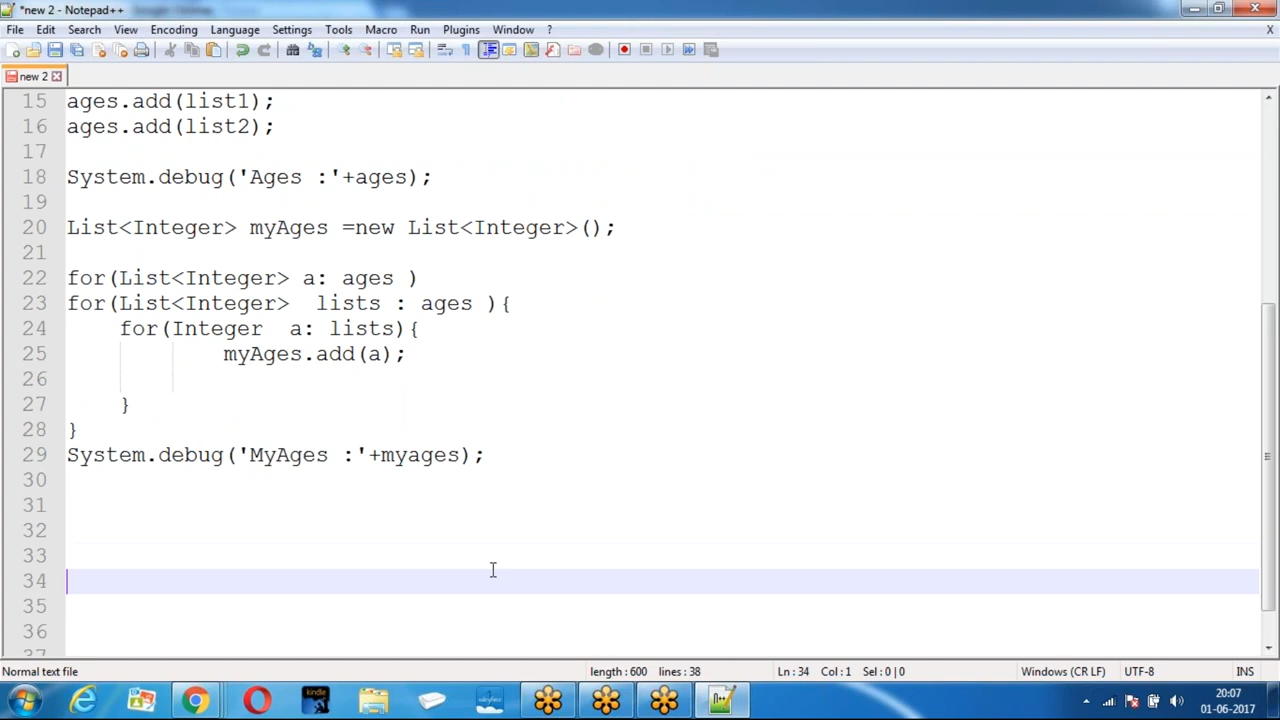 *new 2 - Notepad++
File Edit Search View Encoding Language Settings Tools Macro Run Plugins Window ? X
new 2
15 ages.add(list1);
16 ages.add(list2);
17
18 System.debug('Ages :'+ages);
19
20 List<Integer> myAges =new List<Integer>();
21
22 for(List<Integer> a: ages )
23 for(List<Integer>  lists : ages ){
24     for(Integer  a: lists){
25             myAges.add(a);
26
27     }
28 }
29 System.debug('MyAges :'+myages);
30
31
32
33
34
35
36
37
Normal text file length : 600 lines : 38 Ln : 34 Col : 1 Sel : 0 | 0 Windows (CR LF) UTF-8 INS
kindle
20:07
01-06-2017